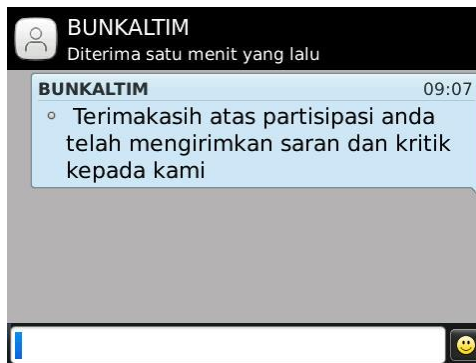 BUNKALTIM
Diterima satu menit yang lalu
BUNKALTIM 09:07
Terimakasih atas partisipasi anda
telah mengirimkan saran dan kritik
kepada kami